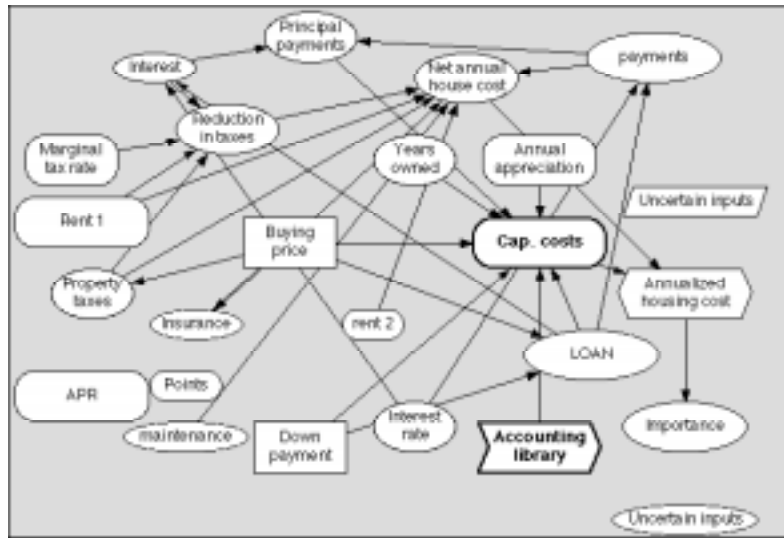 Principal
payments
Interest
Net annual
house cost
payments
Reduction
in taxes
Marginal
tax rate
Years
owned
Annual
appreciation
Uncertain inputs
Rent 1
Buying
price
Cap. costs
Property
taxes
Annualized
housing cost
Insurance
rent 2
LOAN
APR
Points
maintenance
Down
payment
Interest
rate
Accounting
library
Importance
Uncertain inputs